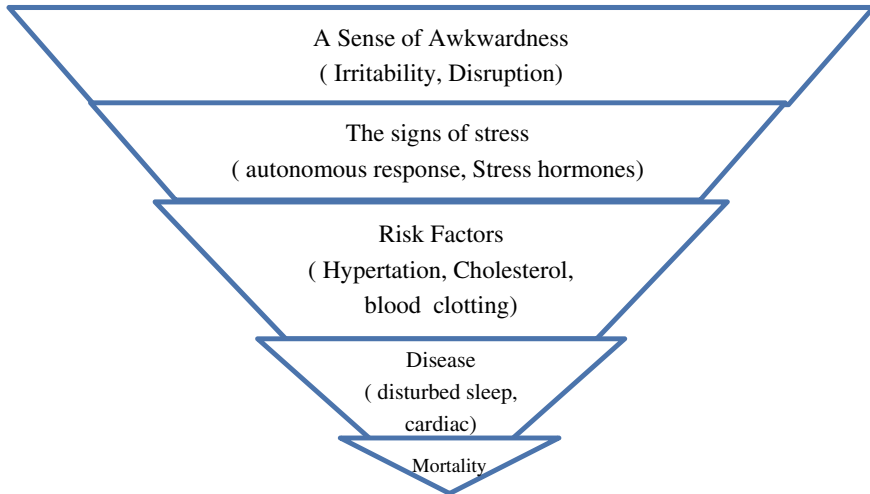 A Sense of Awkwardness
( Irritability, Disruption)
The signs of stress
( autonomous response, Stress hormones)
Risk Factors
( Hypertation, Cholesterol,
blood clotting)
Disease
( disturbed sleep,
cardiac)
Mortality